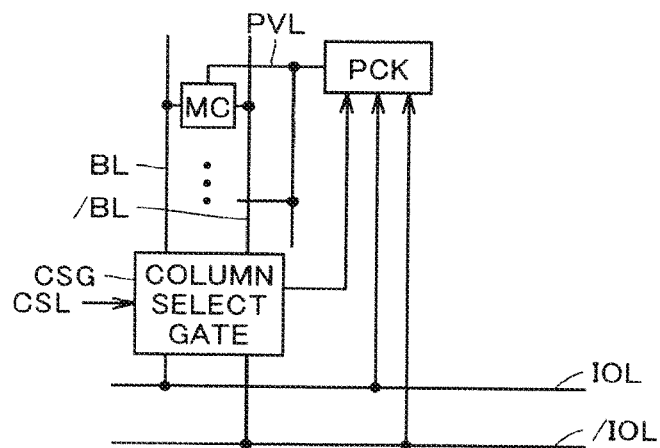 PVL
PCK
MC
BL
/BL
CSG
CSL
COLUMN
SELECT
GATE
IOL
/IOL